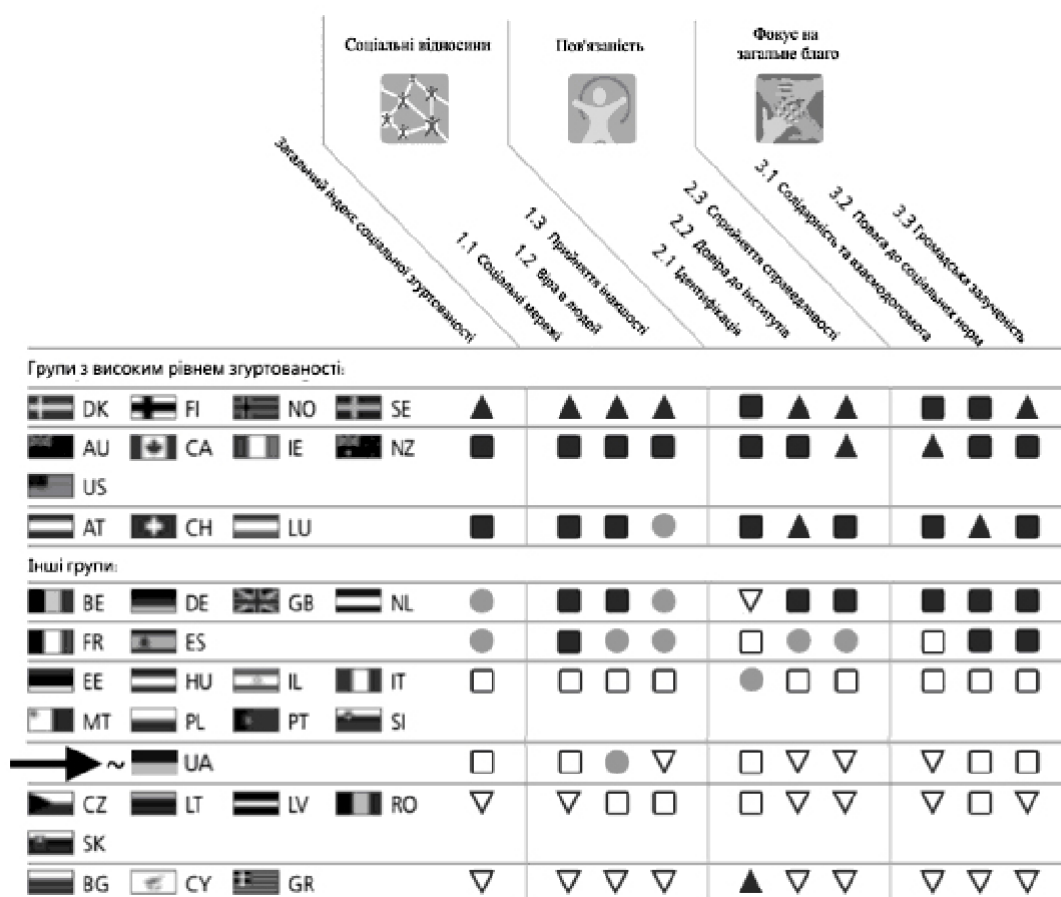 Соціальні відносини
Пов'язаність
Фокус на
загальне благо
Загальний індекс соціальної згуртованості
1.1 Соціальні мережі
1.2 Віра в людей
1.3 Прийняття інакшості
2.1 Ідентифікація
2.2 Довіра до інститутів
2.3 Сприйняття справедливості
3.1 Солідарність та взаємодопомога
3.2 Повага до соціальних норм
3.3 Громадська залученість
Групи з високим рівнем згуртованості:
DK FI NO SE
AU CA IE NZ
US
AT CH LU
Інші групи:
BE DE GB NL
FR ES
EE HU IL IT
MT PL PT SI
~ UA
CZ LT LV RO
SK
BG CY GR